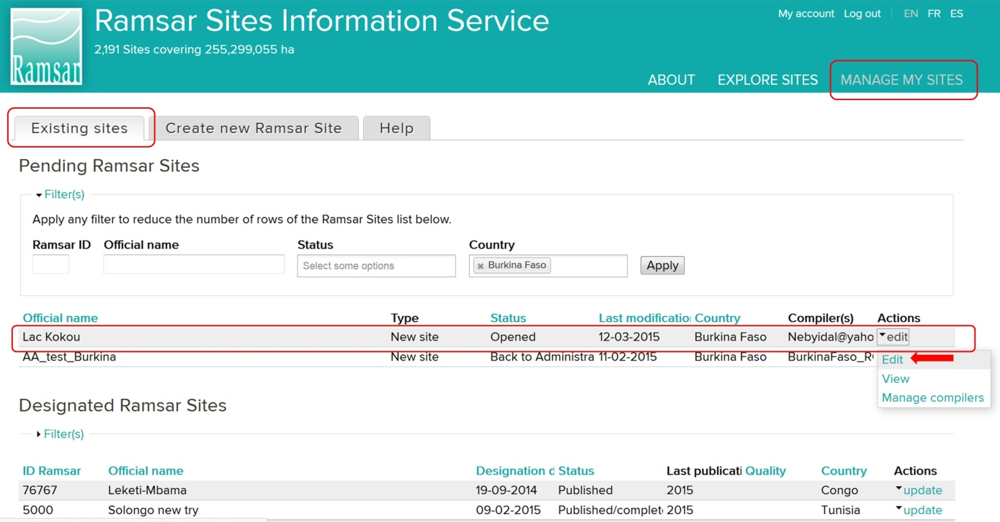 Ramsar
Ramsar Sites Information Service
2,191 Sites covering 255,299,055 ha
My account Log out EN FR ES
ABOUT EXPLORE SITES MANAGE MY SITES
Existing sites Create new Ramsar Site Help
Pending Ramsar Sites
Filter(s)
Apply any filter to reduce the number of rows of the Ramsar Sites list below.
Ramsar ID Official name Status Country
Select some options Burkina Faso Apply
Official name Type Status Last modificatio Country Compiler(s) Actions
Lac Kokou New site Opened 12-03-2015 Burkina Faso Nebyidal@yaho edit
AA_test_Burkina New site Back to Administra 11-02-2015 Burkina Faso BurkinaFaso_R
Edit
View
Manage compilers
Designated Ramsar Sites
Filter(s)
ID Ramsar Official name Designation d Status Last publicati Quality Country Actions
76767 Leketi-Mbama 19-09-2014 Published 2015 Congo update
5000 Solongo new try 09-02-2015 Published/complet 2015 Tunisia update